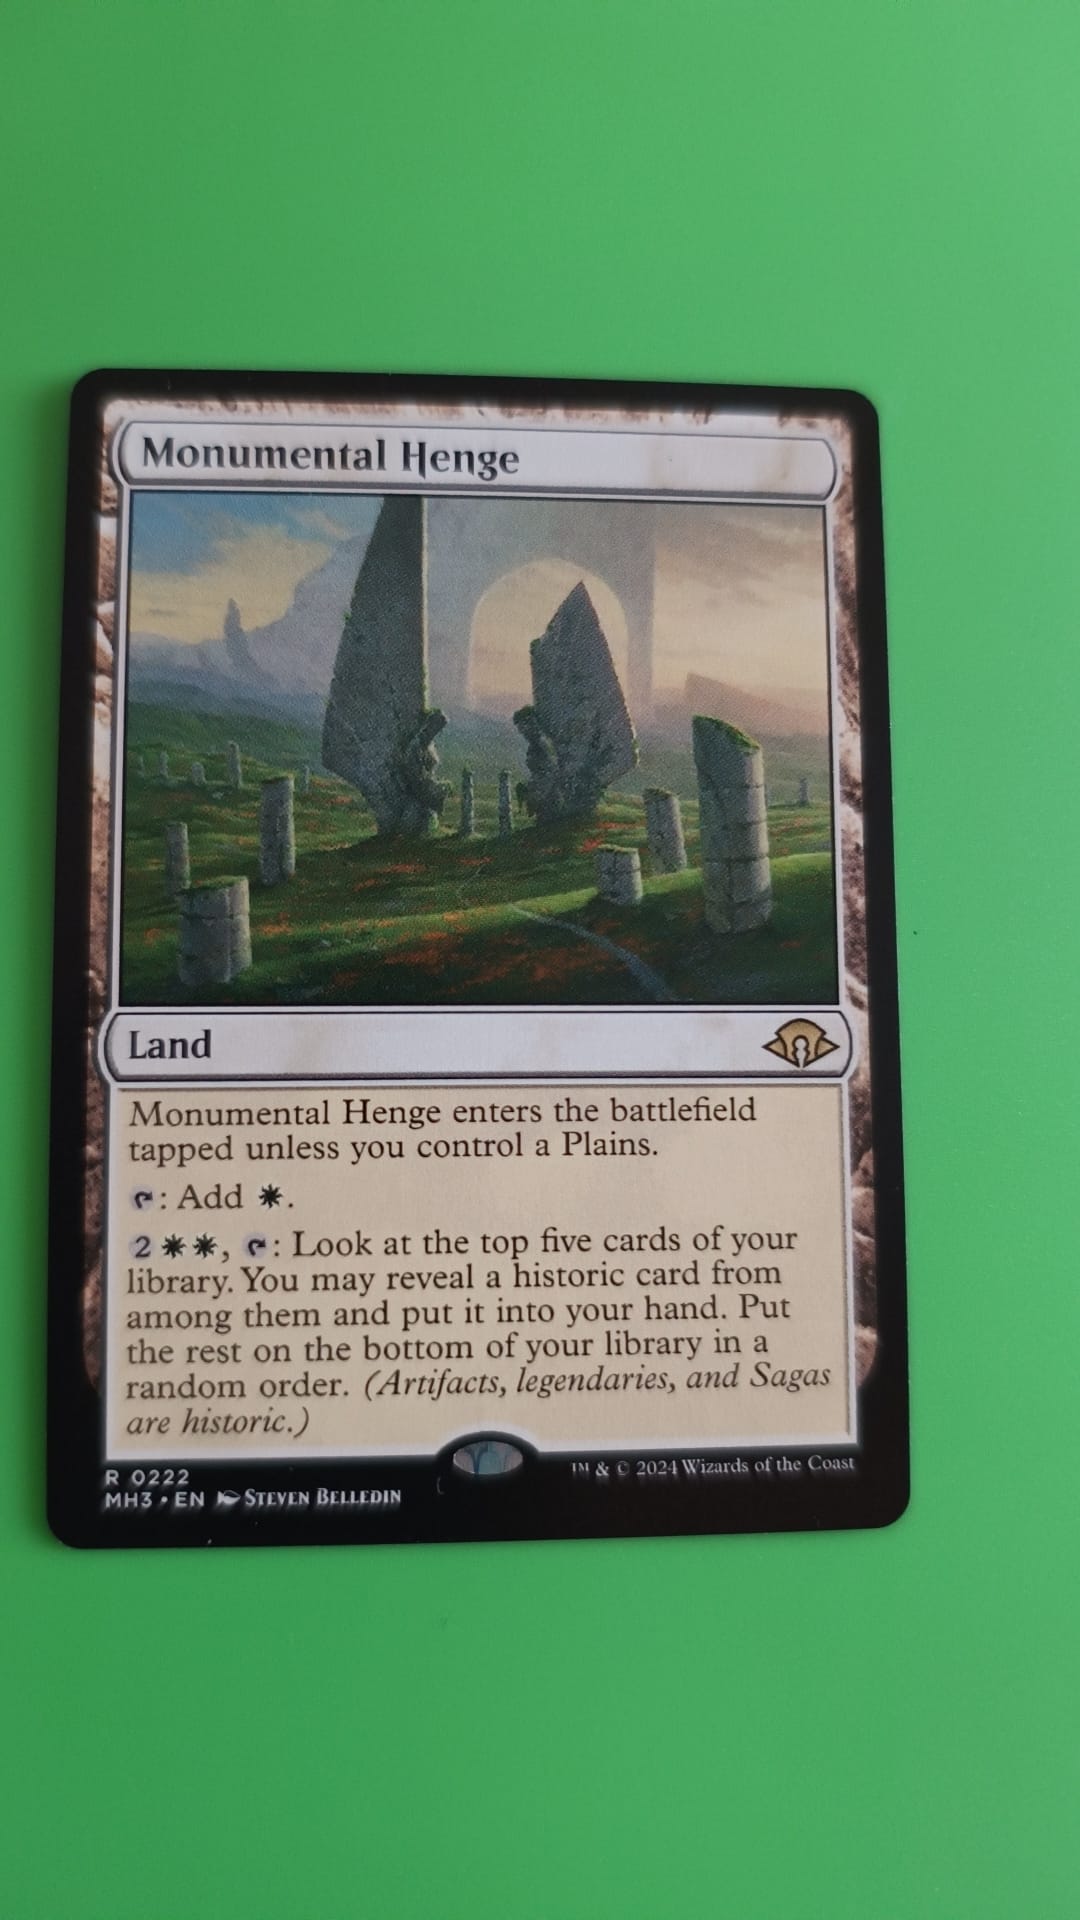 Monumental Henge
Land
Monumental Henge enters the battlefield
tapped unless you control a Plains.
: Add .
2 , : Look at the top five cards of your
library. You may reveal a historic card from
among them and put it into your hand. Put
the rest on the bottom of your library in a
random order. (Artifacts, legendaries, and Sagas
are historic.)
R 0222
MH3 • EN STEVEN BELLEDIN
™ & © 2024 Wizards of the Coast